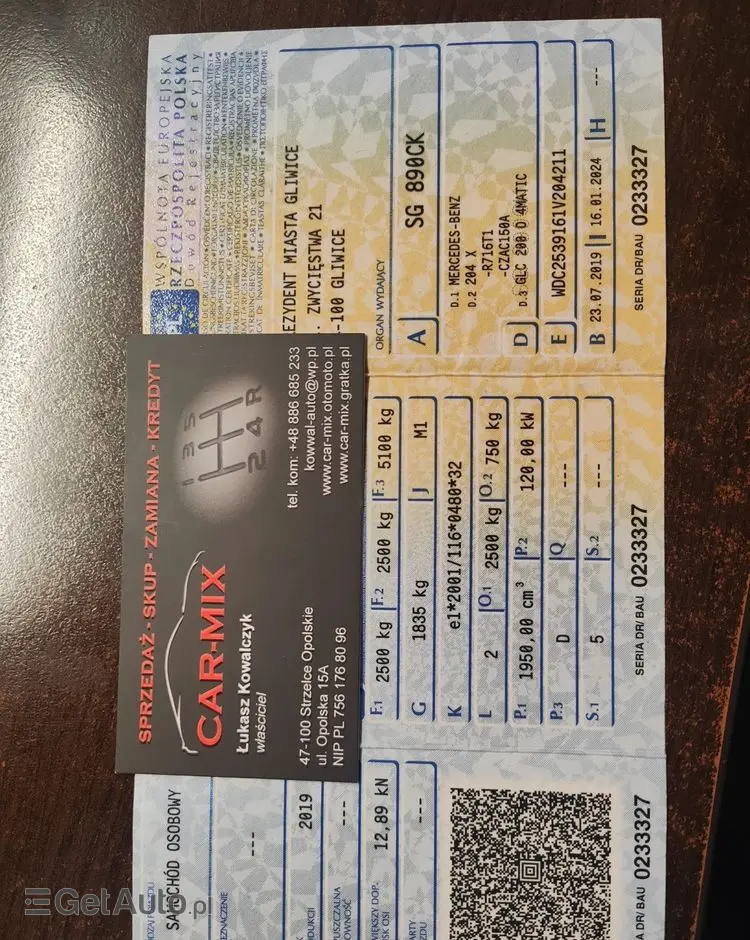 WSPÓLNOTA EUROPEJSKA
RZECZPOSPOLITA POLSKA
Dowód Rejestracyjny
MIASTA GLIWICE
ZWYCIĘSTWA 21
-100 GLIWICE
ORGAN WYDAJĄCY
A SG 890CK
D.1 MERCEDES-BENZ
D.2 204 X
-R716T1
-CZAC150A
D D.3 GLC 200 D 4MATIC
E WDC2539161V204211
B 23.07.2019 I 16.01.2024 H ---
SERIA DR/BAU 0233327
SPRZEDAŻ - SKUP - ZAMIANA - KREDYT
1 3 5
2 4 R
CAR-MIX
Łukasz Kowalczyk
właściciel
tel. kom: +48 886 685 233
kowwal-auto@wp.pl
www.car-mix.otomoto.pl
www.car-mix.gratka.pl
47-100 Strzelce Opolskie
ul. Opolska 15A
NIP PL 756 176 80 96
F.1 2500 kg F.2 2500 kg F.3 5100 kg
G 1835 kg J M1
K e1*2001/116*0480*32
L 2 O.1 2500 kg O.2 750 kg
P.1 1950,00 cm³ P.2 120,00 kW
P.3 D Q ---
S.1 5 S.2 ---
SERIA DR/BAU 0233327
SAMOCHÓD OSOBOWY
---
2019
---
12,89 kN
---
DR/BAU 0233327
GetAuto.pl